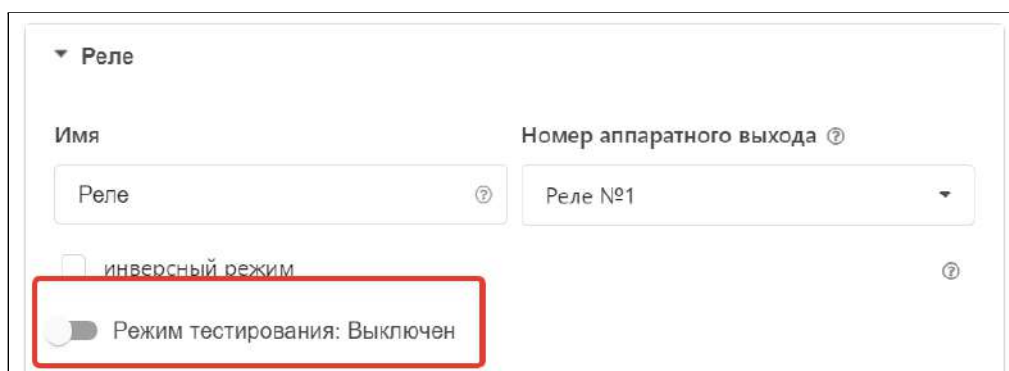 Реле
Имя
Номер аппаратного выхода
Реле
Реле №1
инверсный режим
Режим тестирования: Выключен